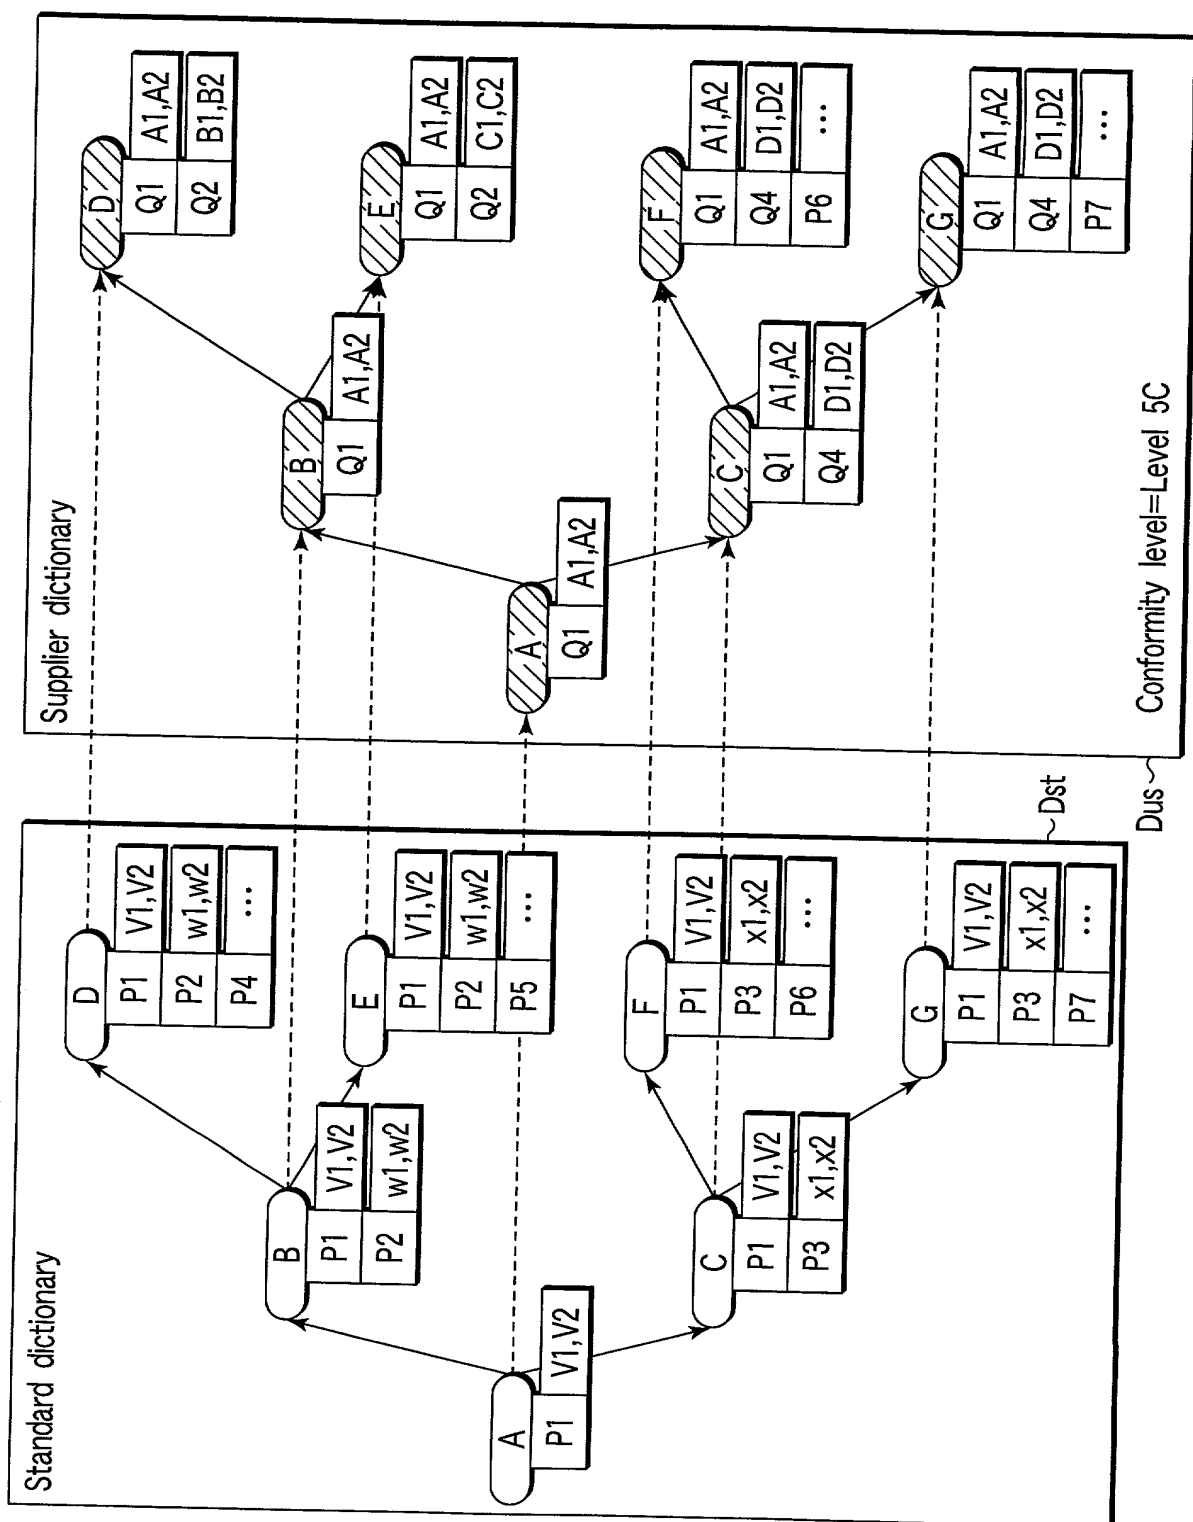 Standard dictionary
A
P1 V1,V2
B
P1 V1,V2
P2 w1,w2
C
P1 V1,V2
P3 x1,x2
D
P1 V1,V2
P2 w1,w2
P4 ...
E
P1 V1,V2
P2 w1,w2
P5 ...
F
P1 V1,V2
P3 x1,x2
P6 ...
G
P1 V1,V2
P3 x1,x2
P7 ...
Dst
Supplier dictionary
A
Q1 A1,A2
B
Q1 A1,A2
C
Q1 A1,A2
Q4 D1,D2
D
Q1 A1,A2
Q2 B1,B2
E
Q1 A1,A2
Q2 C1,C2
F
Q1 A1,A2
Q4 D1,D2
P6 ...
G
Q1 A1,A2
Q4 D1,D2
P7 ...
Conformity level=Level 5C
Dus